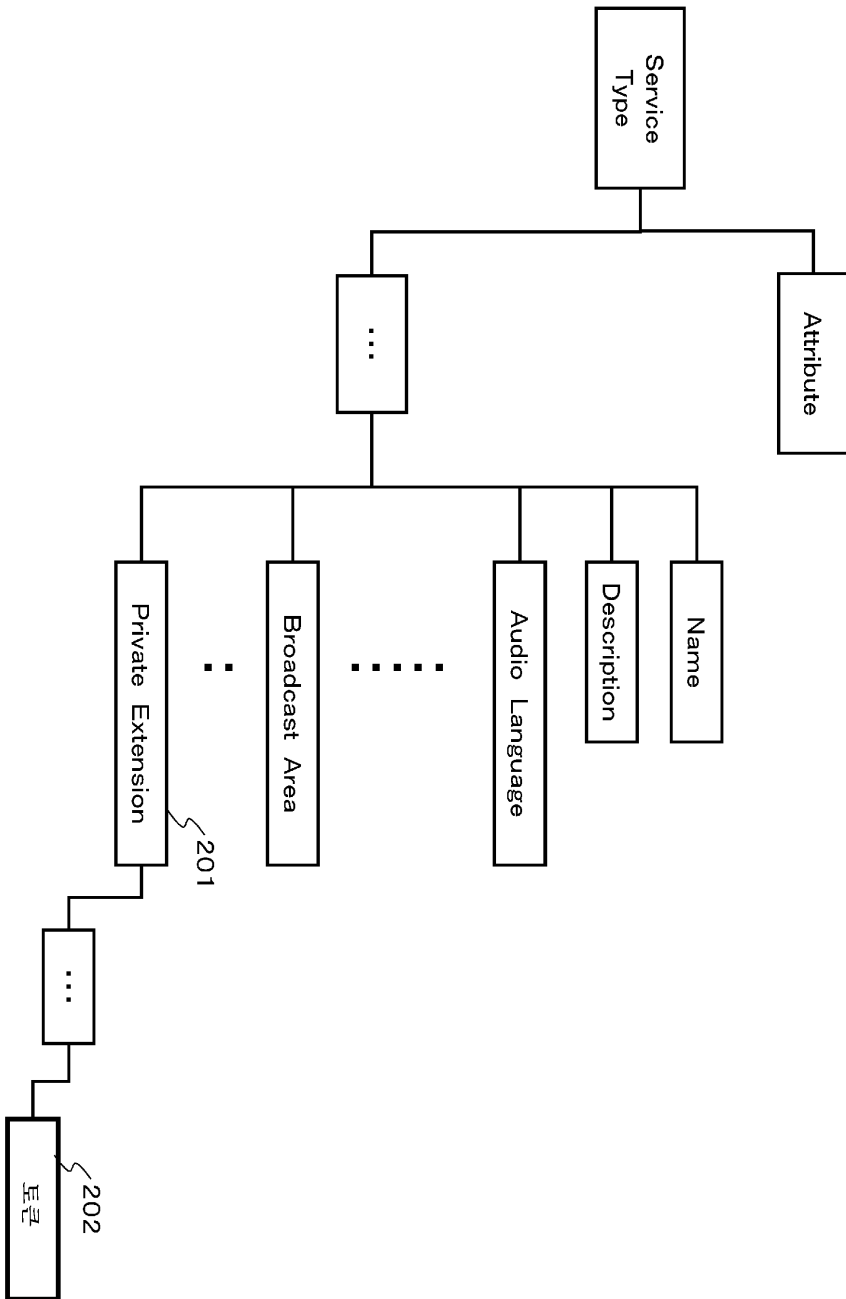 Service
Type
Attribute
...
Name
Description
Audio Language
.....
Broadcast Area
..
Private Extension
201
...
토큰
202